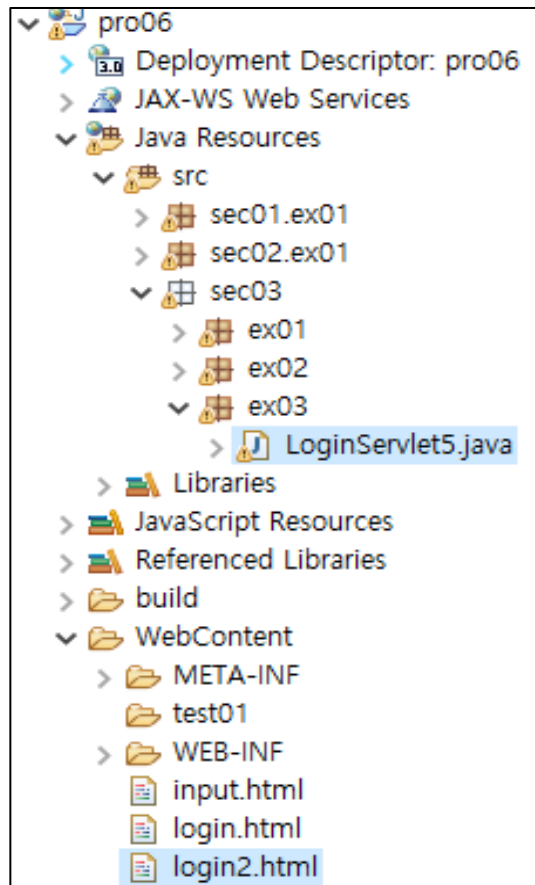 pro06
3.0 Deployment Descriptor: pro06
JAX-WS Web Services
Java Resources
src
sec01.ex01
sec02.ex01
sec03
ex01
ex02
ex03
J LoginServlet5.java
Libraries
JavaScript Resources
Referenced Libraries
build
WebContent
META-INF
test01
WEB-INF
input.html
login.html
login2.html